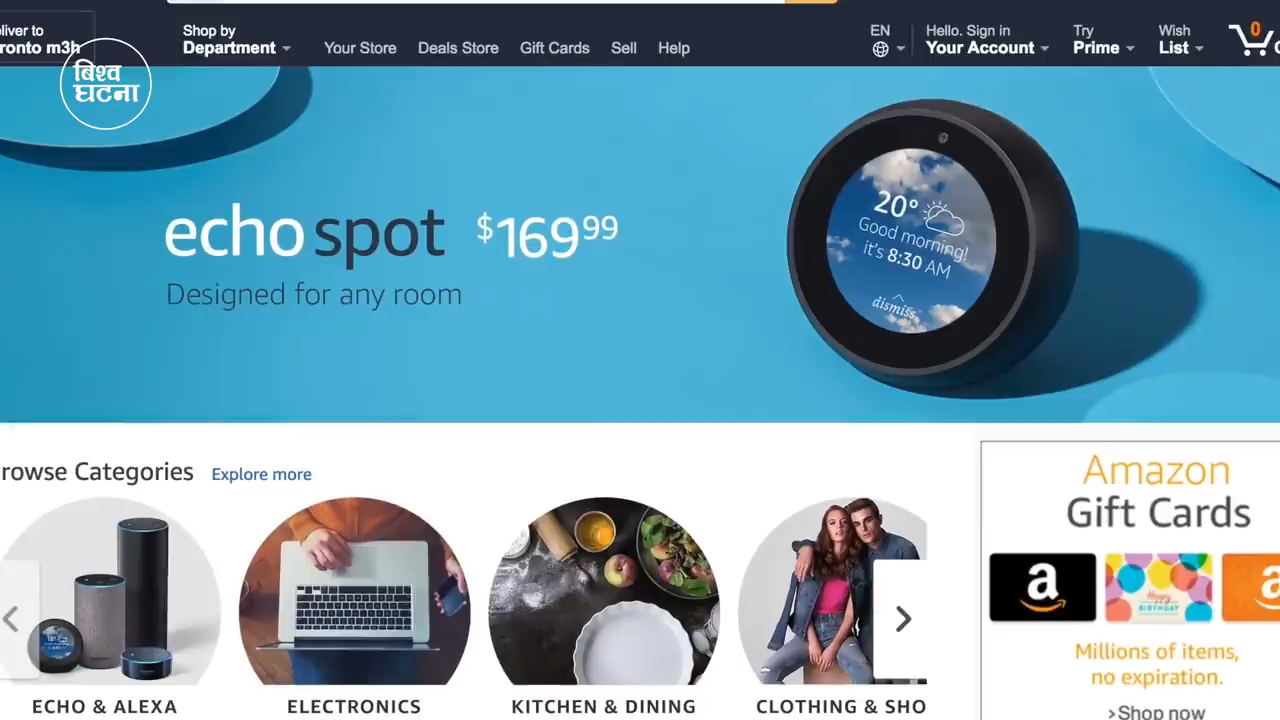 liver to
ronto m3h
Shop by
Department
Your Store
Deals Store
Gift Cards
Sell
Help
EN
Hello. Sign in
Your Account
Try
Prime
Wish
List
0
बिश्व
घटना
echo spot $169.99
Designed for any room
20°
Good morning!
it's 8:30 AM
dismiss
rowse Categories
Explore more
ECHO & ALEXA
ELECTRONICS
KITCHEN & DINING
CLOTHING & SHO
Amazon
Gift Cards
a
Happy
BIRTHDAY
Millions of items,
no expiration.
>Shop now